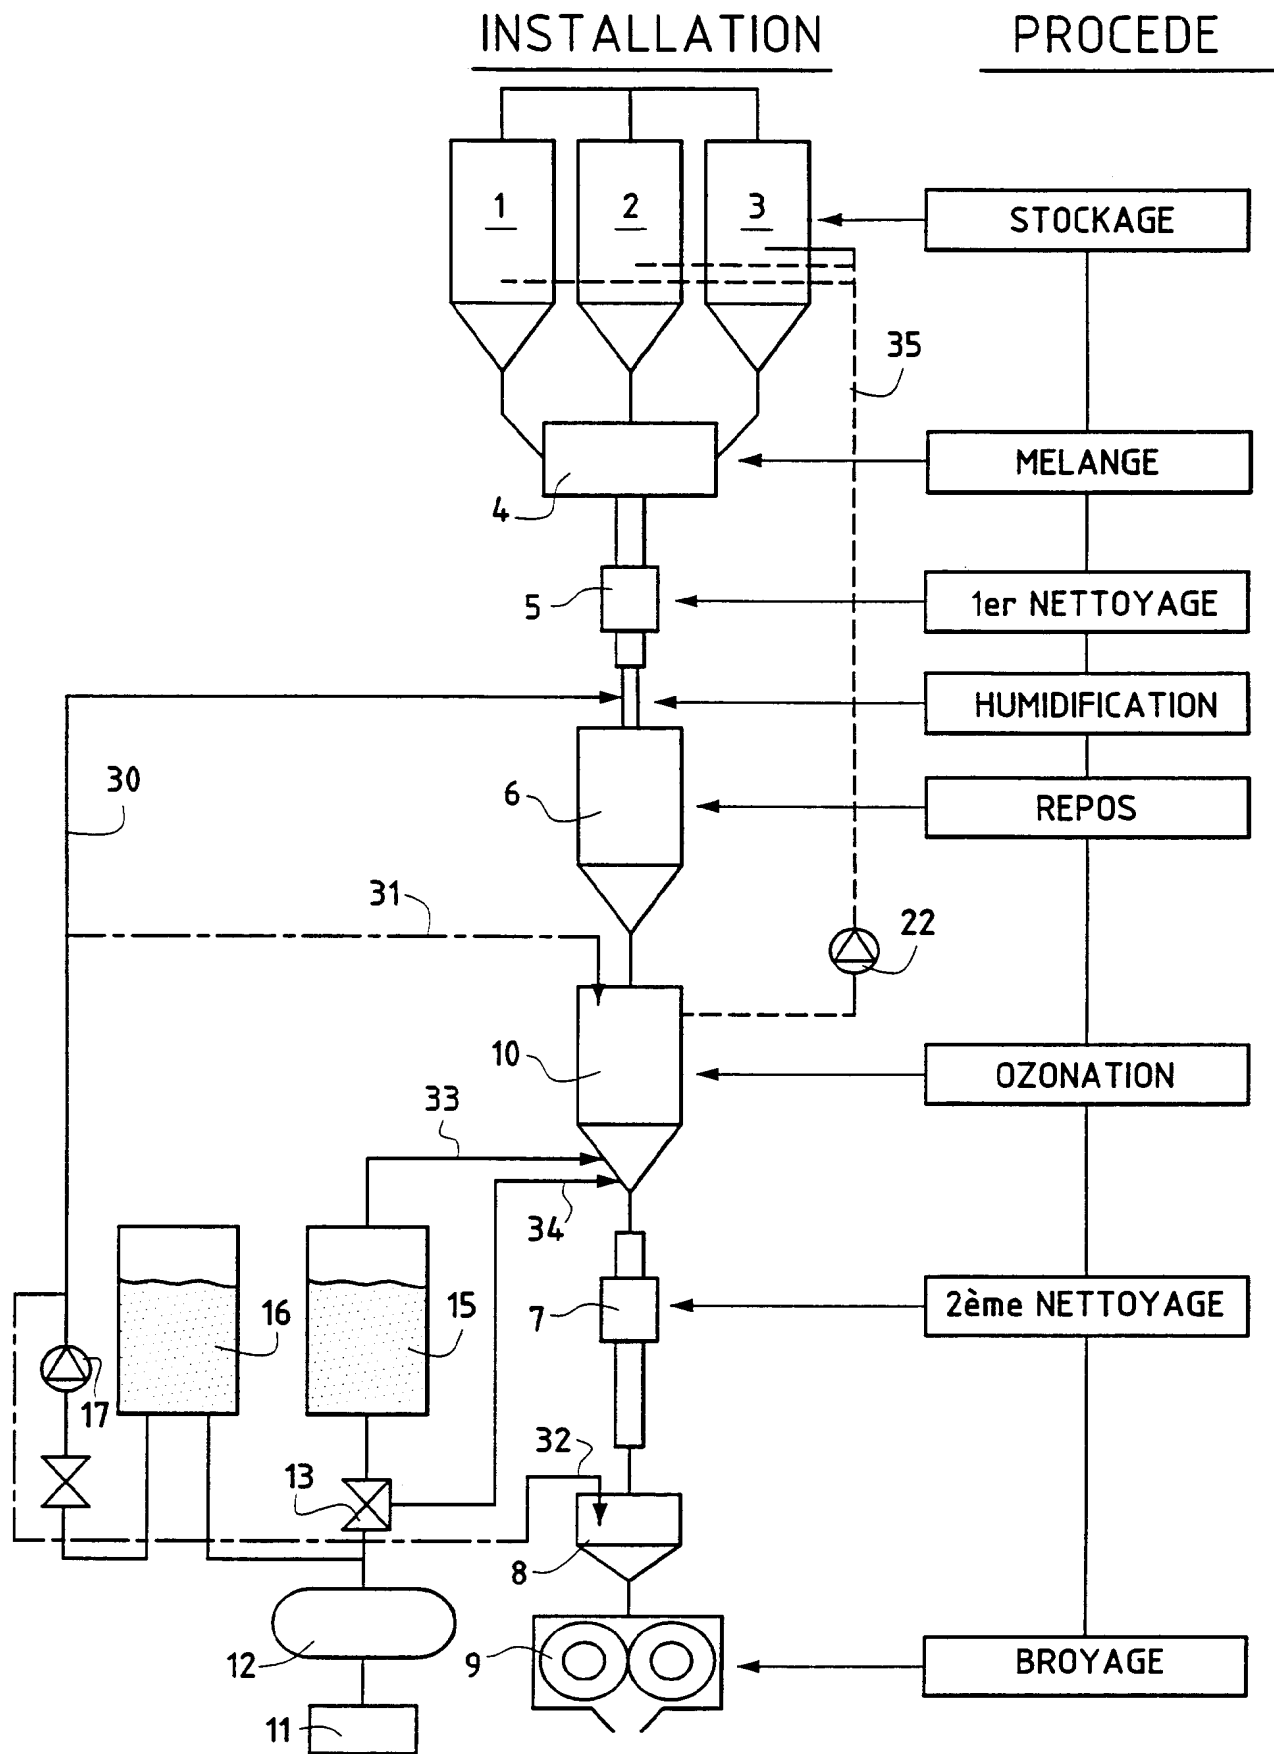 INSTALLATION PROCEDE
1 2 3
STOCKAGE
35
MELANGE
4
5
1er NETTOYAGE
HUMIDIFICATION
30
6
REPOS
31
22
10
OZONATION
33
34
16
15
7
2ème NETTOYAGE
17
32
13
8
12
9
BROYAGE
11